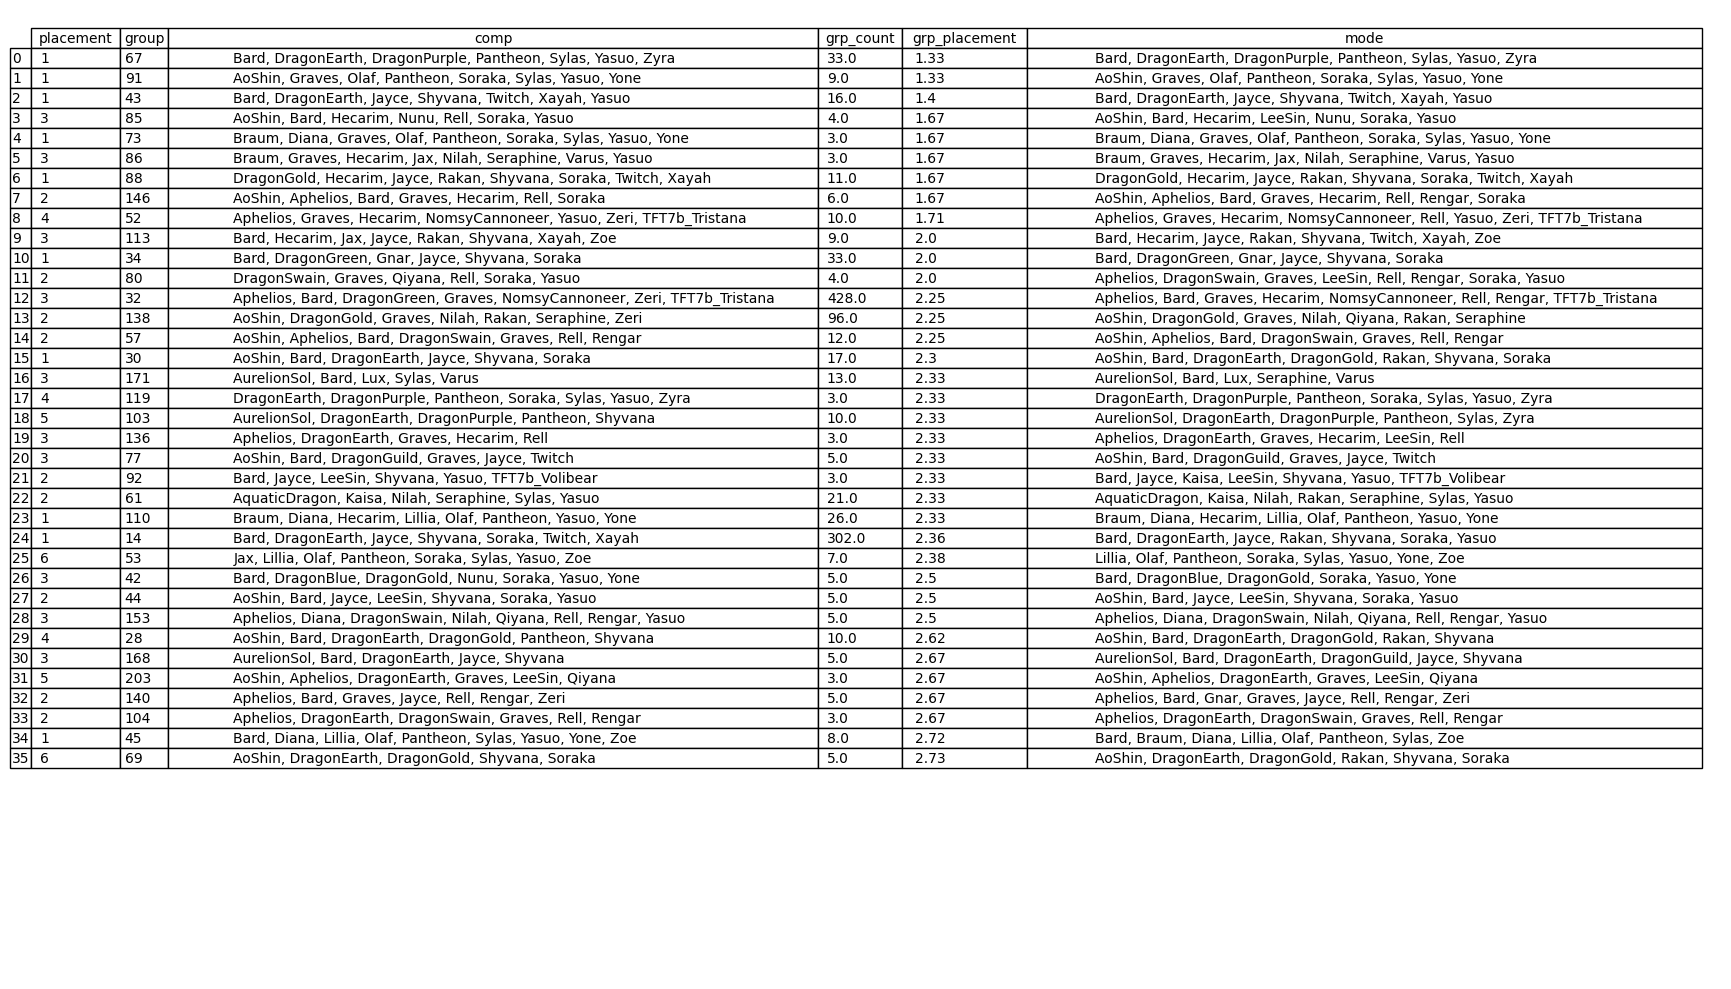 placement group comp grp_count grp_placement mode
0 1 67 Bard, DragonEarth, DragonPurple, Pantheon, Sylas, Yasuo, Zyra 33.0 1.33 Bard, DragonEarth, DragonPurple, Pantheon, Sylas, Yasuo, Zyra
1 1 91 AoShin, Graves, Olaf, Pantheon, Soraka, Sylas, Yasuo, Yone 9.0 1.33 AoShin, Graves, Olaf, Pantheon, Soraka, Sylas, Yasuo, Yone
2 1 43 Bard, DragonEarth, Jayce, Shyvana, Twitch, Xayah, Yasuo 16.0 1.4 Bard, DragonEarth, Jayce, Shyvana, Twitch, Xayah, Yasuo
3 3 85 AoShin, Bard, Hecarim, Nunu, Rell, Soraka, Yasuo 4.0 1.67 AoShin, Bard, Hecarim, LeeSin, Nunu, Soraka, Yasuo
4 1 73 Braum, Diana, Graves, Olaf, Pantheon, Soraka, Sylas, Yasuo, Yone 3.0 1.67 Braum, Diana, Graves, Olaf, Pantheon, Soraka, Sylas, Yasuo, Yone
5 3 86 Braum, Graves, Hecarim, Jax, Nilah, Seraphine, Varus, Yasuo 3.0 1.67 Braum, Graves, Hecarim, Jax, Nilah, Seraphine, Varus, Yasuo
6 1 88 DragonGold, Hecarim, Jayce, Rakan, Shyvana, Soraka, Twitch, Xayah 11.0 1.67 DragonGold, Hecarim, Jayce, Rakan, Shyvana, Soraka, Twitch, Xayah
7 2 146 AoShin, Aphelios, Bard, Graves, Hecarim, Rell, Soraka 6.0 1.67 AoShin, Aphelios, Bard, Graves, Hecarim, Rell, Rengar, Soraka
8 4 52 Aphelios, Graves, Hecarim, NomsyCannoneer, Yasuo, Zeri, TFT7b_Tristana 10.0 1.71 Aphelios, Graves, Hecarim, NomsyCannoneer, Rell, Yasuo, Zeri, TFT7b_Tristana
9 3 113 Bard, Hecarim, Jax, Jayce, Rakan, Shyvana, Xayah, Zoe 9.0 2.0 Bard, Hecarim, Jayce, Rakan, Shyvana, Twitch, Xayah, Zoe
10 1 34 Bard, DragonGreen, Gnar, Jayce, Shyvana, Soraka 33.0 2.0 Bard, DragonGreen, Gnar, Jayce, Shyvana, Soraka
11 2 80 DragonSwain, Graves, Qiyana, Rell, Soraka, Yasuo 4.0 2.0 Aphelios, DragonSwain, Graves, LeeSin, Rell, Rengar, Soraka, Yasuo
12 3 32 Aphelios, Bard, DragonGreen, Graves, NomsyCannoneer, Zeri, TFT7b_Tristana 428.0 2.25 Aphelios, Bard, Graves, Hecarim, NomsyCannoneer, Rell, Rengar, TFT7b_Tristana
13 2 138 AoShin, DragonGold, Graves, Nilah, Rakan, Seraphine, Zeri 96.0 2.25 AoShin, DragonGold, Graves, Nilah, Qiyana, Rakan, Seraphine
14 2 57 AoShin, Aphelios, Bard, DragonSwain, Graves, Rell, Rengar 12.0 2.25 AoShin, Aphelios, Bard, DragonSwain, Graves, Rell, Rengar
15 1 30 AoShin, Bard, DragonEarth, Jayce, Shyvana, Soraka 17.0 2.3 AoShin, Bard, DragonEarth, DragonGold, Rakan, Shyvana, Soraka
16 3 171 AurelionSol, Bard, Lux, Sylas, Varus 13.0 2.33 AurelionSol, Bard, Lux, Seraphine, Varus
17 4 119 DragonEarth, DragonPurple, Pantheon, Soraka, Sylas, Yasuo, Zyra 3.0 2.33 DragonEarth, DragonPurple, Pantheon, Soraka, Sylas, Yasuo, Zyra
18 5 103 AurelionSol, DragonEarth, DragonPurple, Pantheon, Shyvana 10.0 2.33 AurelionSol, DragonEarth, DragonPurple, Pantheon, Sylas, Zyra
19 3 136 Aphelios, DragonEarth, Graves, Hecarim, Rell 3.0 2.33 Aphelios, DragonEarth, Graves, Hecarim, LeeSin, Rell
20 3 77 AoShin, Bard, DragonGuild, Graves, Jayce, Twitch 5.0 2.33 AoShin, Bard, DragonGuild, Graves, Jayce, Twitch
21 2 92 Bard, Jayce, LeeSin, Shyvana, Yasuo, TFT7b_Volibear 3.0 2.33 Bard, Jayce, Kaisa, LeeSin, Shyvana, Yasuo, TFT7b_Volibear
22 2 61 AquaticDragon, Kaisa, Nilah, Seraphine, Sylas, Yasuo 21.0 2.33 AquaticDragon, Kaisa, Nilah, Rakan, Seraphine, Sylas, Yasuo
23 1 110 Braum, Diana, Hecarim, Lillia, Olaf, Pantheon, Yasuo, Yone 26.0 2.33 Braum, Diana, Hecarim, Lillia, Olaf, Pantheon, Yasuo, Yone
24 1 14 Bard, DragonEarth, Jayce, Shyvana, Soraka, Twitch, Xayah 302.0 2.36 Bard, DragonEarth, Jayce, Rakan, Shyvana, Soraka, Yasuo
25 6 53 Jax, Lillia, Olaf, Pantheon, Soraka, Sylas, Yasuo, Zoe 7.0 2.38 Lillia, Olaf, Pantheon, Soraka, Sylas, Yasuo, Yone, Zoe
26 3 42 Bard, DragonBlue, DragonGold, Nunu, Soraka, Yasuo, Yone 5.0 2.5 Bard, DragonBlue, DragonGold, Soraka, Yasuo, Yone
27 2 44 AoShin, Bard, Jayce, LeeSin, Shyvana, Soraka, Yasuo 5.0 2.5 AoShin, Bard, Jayce, LeeSin, Shyvana, Soraka, Yasuo
28 3 153 Aphelios, Diana, DragonSwain, Nilah, Qiyana, Rell, Rengar, Yasuo 5.0 2.5 Aphelios, Diana, DragonSwain, Nilah, Qiyana, Rell, Rengar, Yasuo
29 4 28 AoShin, Bard, DragonEarth, DragonGold, Pantheon, Shyvana 10.0 2.62 AoShin, Bard, DragonEarth, DragonGold, Rakan, Shyvana
30 3 168 AurelionSol, Bard, DragonEarth, Jayce, Shyvana 5.0 2.67 AurelionSol, Bard, DragonEarth, DragonGuild, Jayce, Shyvana
31 5 203 AoShin, Aphelios, DragonEarth, Graves, LeeSin, Qiyana 3.0 2.67 AoShin, Aphelios, DragonEarth, Graves, LeeSin, Qiyana
32 2 140 Aphelios, Bard, Graves, Jayce, Rell, Rengar, Zeri 5.0 2.67 Aphelios, Bard, Gnar, Graves, Jayce, Rell, Rengar, Zeri
33 2 104 Aphelios, DragonEarth, DragonSwain, Graves, Rell, Rengar 3.0 2.67 Aphelios, DragonEarth, DragonSwain, Graves, Rell, Rengar
34 1 45 Bard, Diana, Lillia, Olaf, Pantheon, Sylas, Yasuo, Yone, Zoe 8.0 2.72 Bard, Braum, Diana, Lillia, Olaf, Pantheon, Sylas, Zoe
35 6 69 AoShin, DragonEarth, DragonGold, Shyvana, Soraka 5.0 2.73 AoShin, DragonEarth, DragonGold, Rakan, Shyvana, Soraka